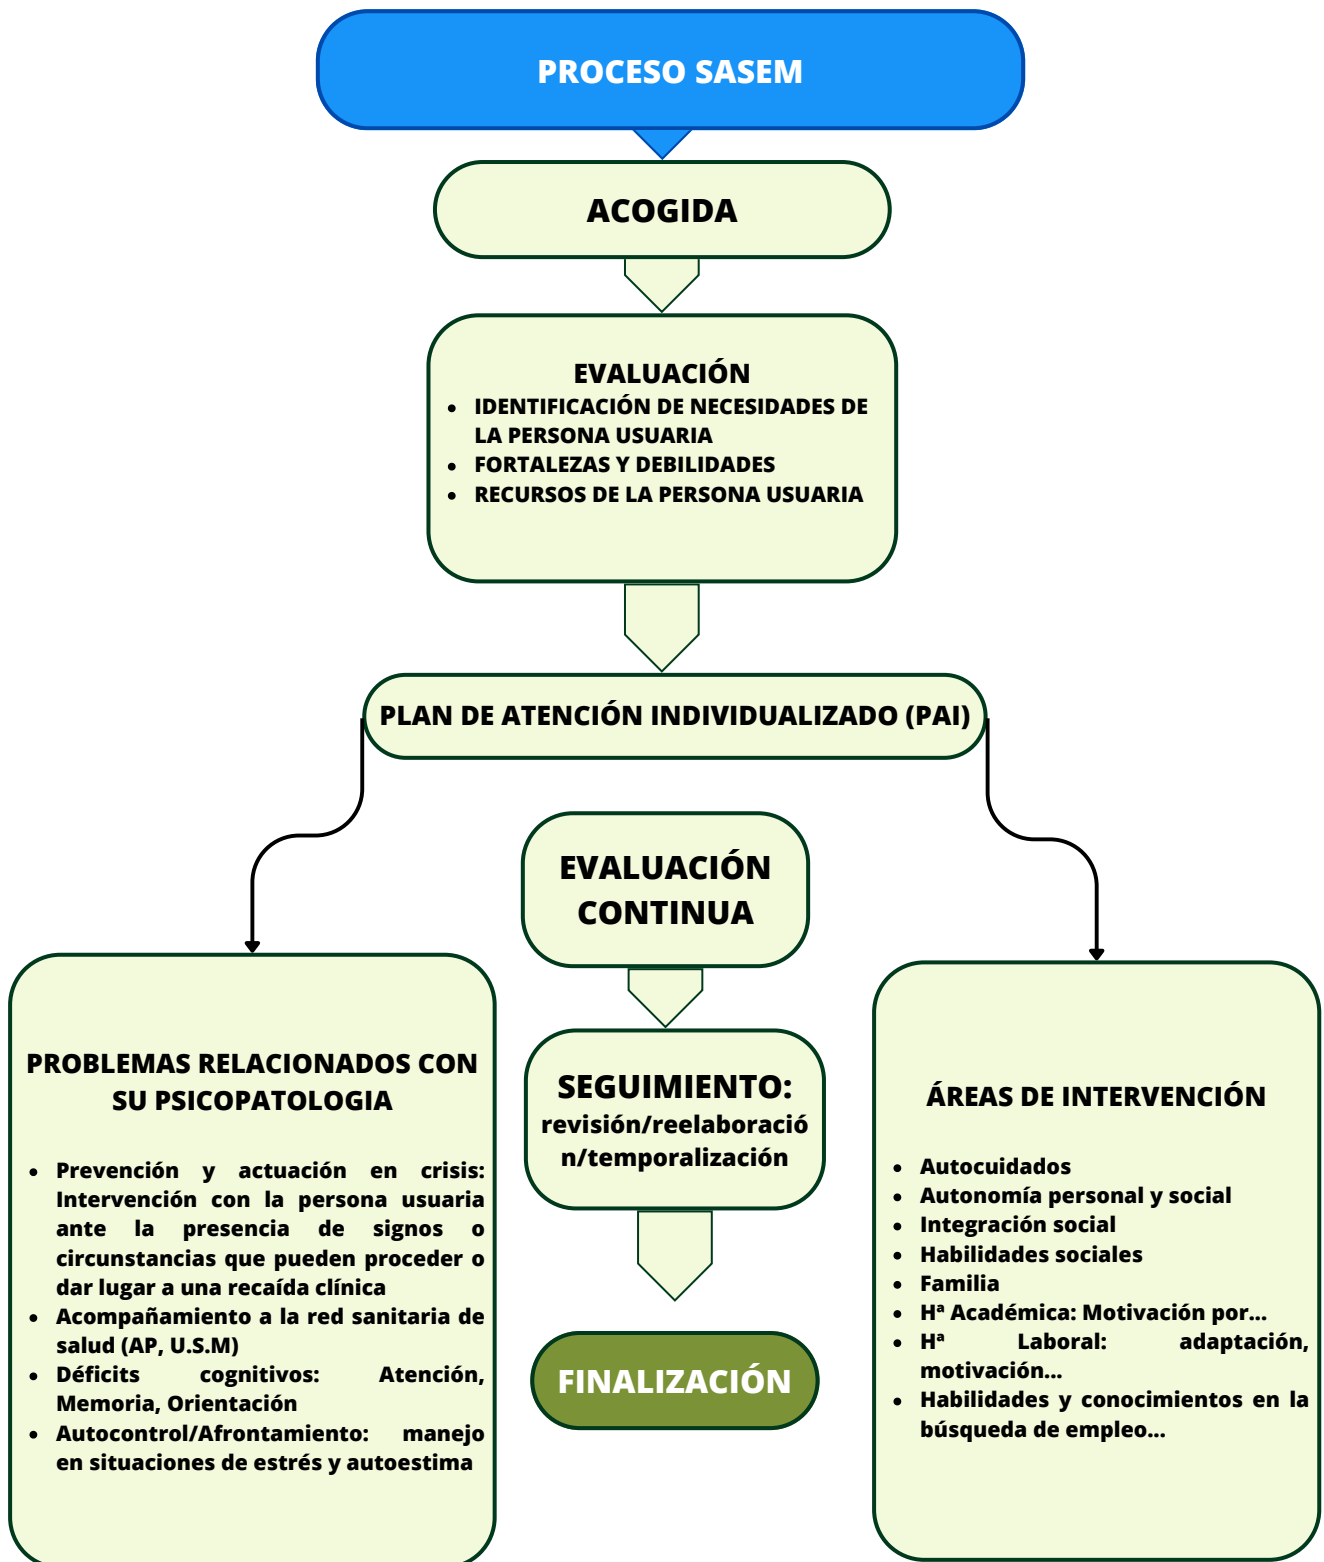 PROCESO SASEM
ACOGIDA
EVALUACIÓN
• IDENTIFICACIÓN DE NECESIDADES DE
LA PERSONA USUARIA
• FORTALEZAS Y DEBILIDADES
• RECURSOS DE LA PERSONA USUARIA
PLAN DE ATENCIÓN INDIVIDUALIZADO (PAI)
PROBLEMAS RELACIONADOS CON
SU PSICOPATOLOGIA
• Prevención y actuación en crisis:
Intervención con la persona usuaria
ante la presencia de signos o
circunstancias que pueden proceder o
dar lugar a una recaída clínica
• Acompañamiento a la red sanitaria de
salud (AP, U.S.M)
• Déficits cognitivos: Atención,
Memoria, Orientación
• Autocontrol/Afrontamiento: manejo
en situaciones de estrés y autoestima
EVALUACIÓN
CONTINUA
SEGUIMIENTO:
revisión/reelaboració
n/temporalización
FINALIZACIÓN
ÁREAS DE INTERVENCIÓN
• Autocuidados
• Autonomía personal y social
• Integración social
• Habilidades sociales
• Familia
• Hª Académica: Motivación por...
• Hª Laboral: adaptación,
motivación...
• Habilidades y conocimientos en la
búsqueda de empleo...